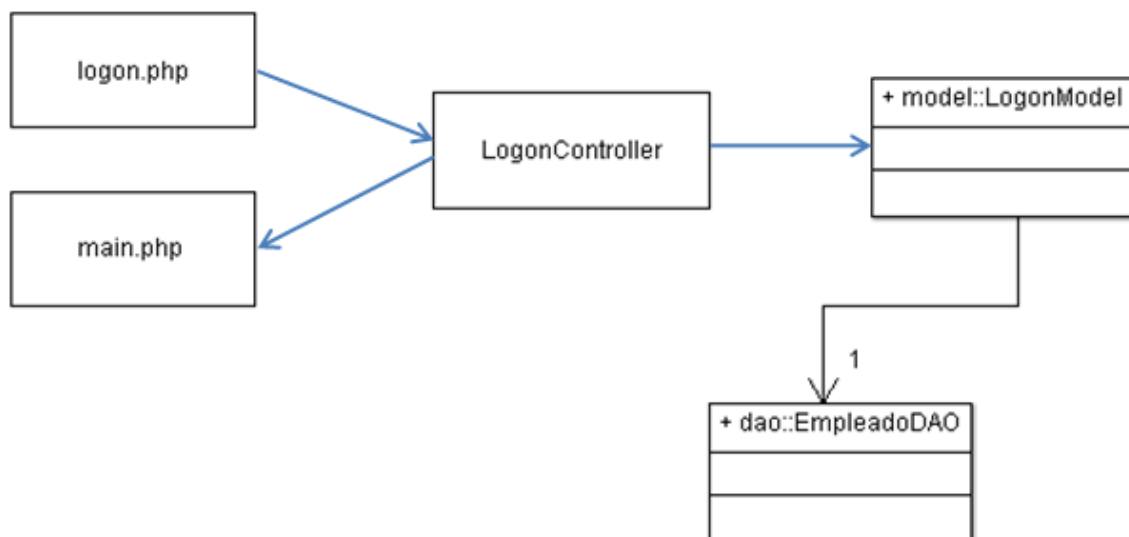 logon.php
+ model::LogonModel
LogonController
main.php
1
+ dao::EmpleadoDAO